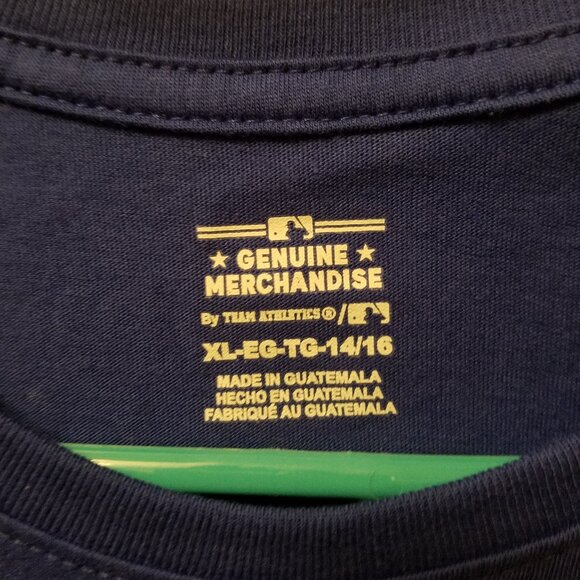 GENUINE
MERCHANDISE
By TEAM ATHLETICS®/
XL-EG-TG-14/16
MADE IN GUATEMALA
HECHO EN GUATEMALA
FABRIQUÉ AU GUATEMALA